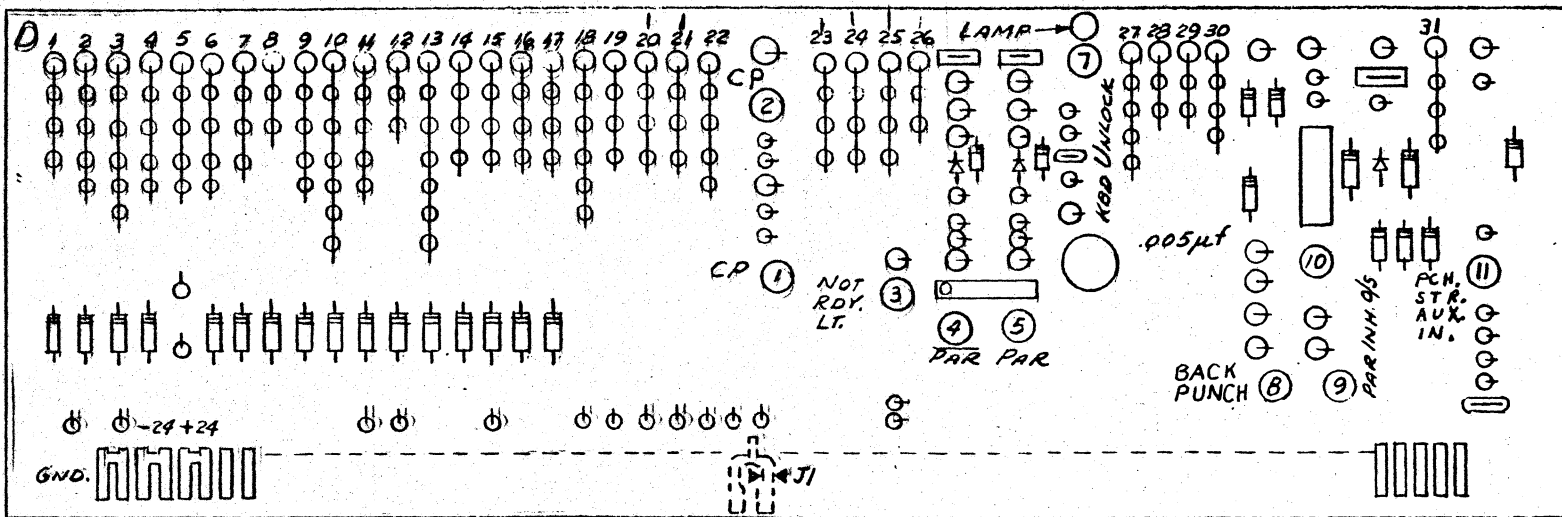 D 1 2 3 4 5 6 7 8 9 10 11 12 13 14 15 16 17 18 19 20 21 22 23 24 25 26 LAMP 27 28 29 30 31
7
CP
2
KBD UNLOCK
.005µf
CP 1
NOT
RDY.
LT.
3
4
PAR
5
PAR
BACK
PUNCH 8
9
10
PAR INH. O/S
PCH.
STR.
AUX.
IN.
11
-24 +24
GND.
J1